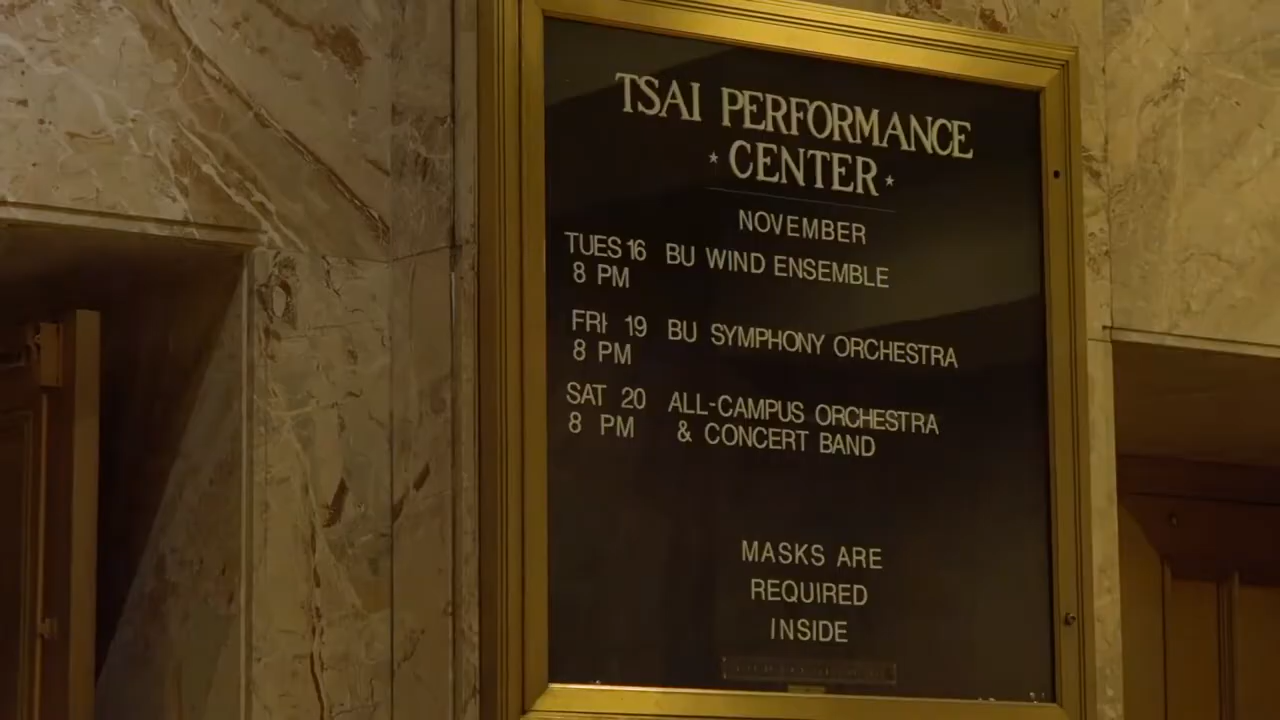 TSAI PERFORMANCE
★ CENTER ★
NOVEMBER
TUES 16 BU WIND ENSEMBLE
8 PM
FRI 19 BU SYMPHONY ORCHESTRA
8 PM
SAT 20 ALL-CAMPUS ORCHESTRA
8 PM & CONCERT BAND
MASKS ARE
REQUIRED
INSIDE